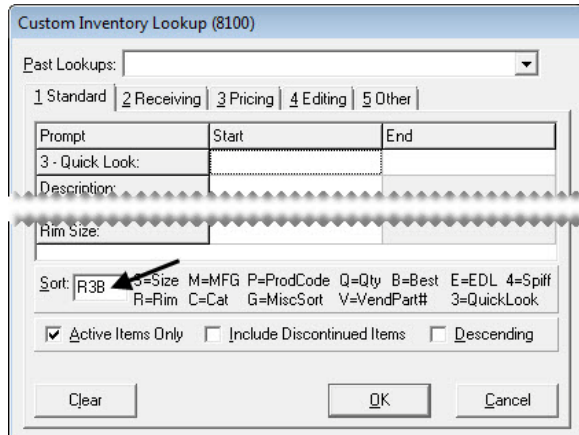 Custom Inventory Lookup (8100)
Past Lookups:
1 Standard 2 Receiving 3 Pricing 4 Editing 5 Other
Prompt Start End
3 - Quick Look:
Description:
Rim Size:
Sort: R3B S=Size M=MFG P=ProdCode Q=Qty B=Best E=EDL 4=Spiff
R=Rim C=Cat G=MiscSort V=VendPart# 3=QuickLook
Active Items Only Include Discontinued Items Descending
Clear OK Cancel